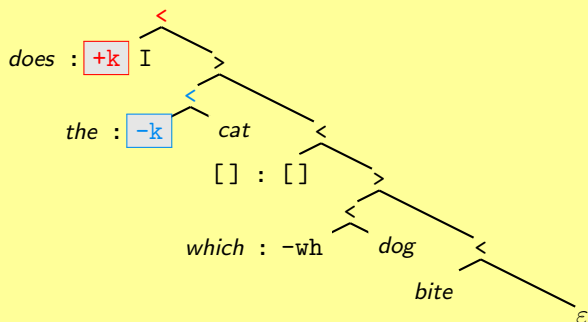 <
does : +k I
>
<
the : -k cat
<
[] : []
>
<
which : -wh dog
<
bite
ε